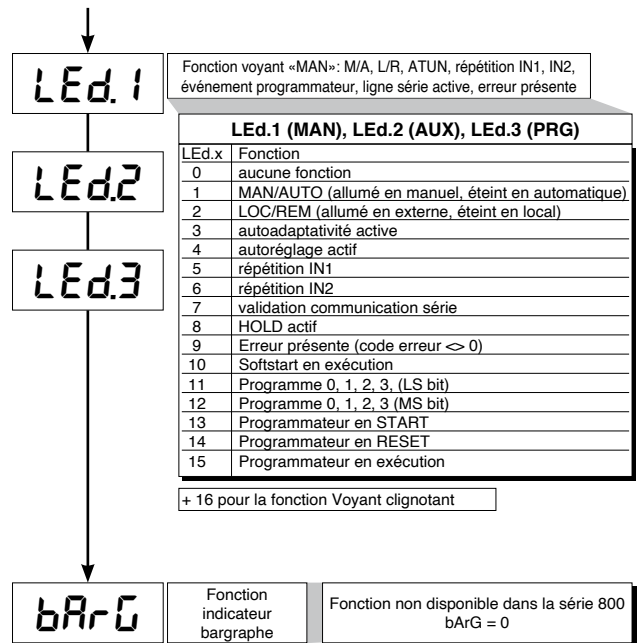 LEd.1
Fonction voyant «MAN»: M/A, L/R, ATUN, répétition IN1, IN2,
événement programmateur, ligne série active, erreur présente
LEd.1 (MAN), LEd.2 (AUX), LEd.3 (PRG)
LEd.x Fonction
0 aucune fonction
1 MAN/AUTO (allumé en manuel, éteint en automatique)
2 LOC/REM (allumé en externe, éteint en local)
3 autoadaptativité active
4 autoréglage actif
5 répétition IN1
6 répétition IN2
7 validation communication série
8 HOLD actif
9 Erreur présente (code erreur <> 0)
10 Softstart en exécution
11 Programme 0, 1, 2, 3, (LS bit)
12 Programme 0, 1, 2, 3 (MS bit)
13 Programmateur en START
14 Programmateur en RESET
15 Programmateur en exécution
+ 16 pour la fonction Voyant clignotant
LEd.2
LEd.3
bArG
Fonction
indicateur
bargraphe
Fonction non disponible dans la série 800
bArG = 0